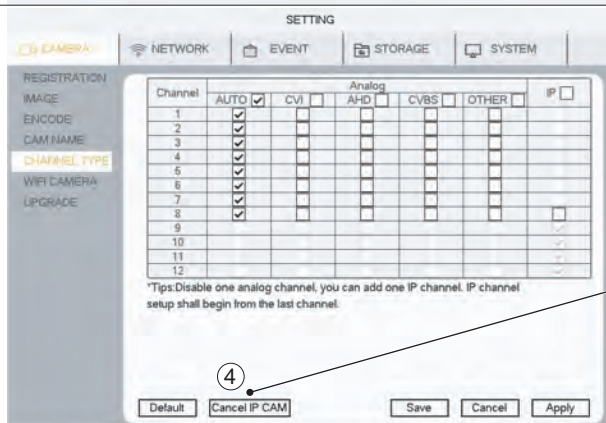 SETTING
CAMERA NETWORK EVENT STORAGE SYSTEM
REGISTRATION
IMAGE
ENCODE
CAM NAME
CHANNEL TYPE
WIFI CAMERA
UPGRADE
Channel Analog IP
AUTO CVI AHD CVBS OTHER
1
2
3
4
5
6
7
8
9
10
11
12
*Tips:Disable one analog channel, you can add one IP channel. IP channel
setup shall begin from the last channel.
4
Default Cancel IP CAM Save Cancel Apply